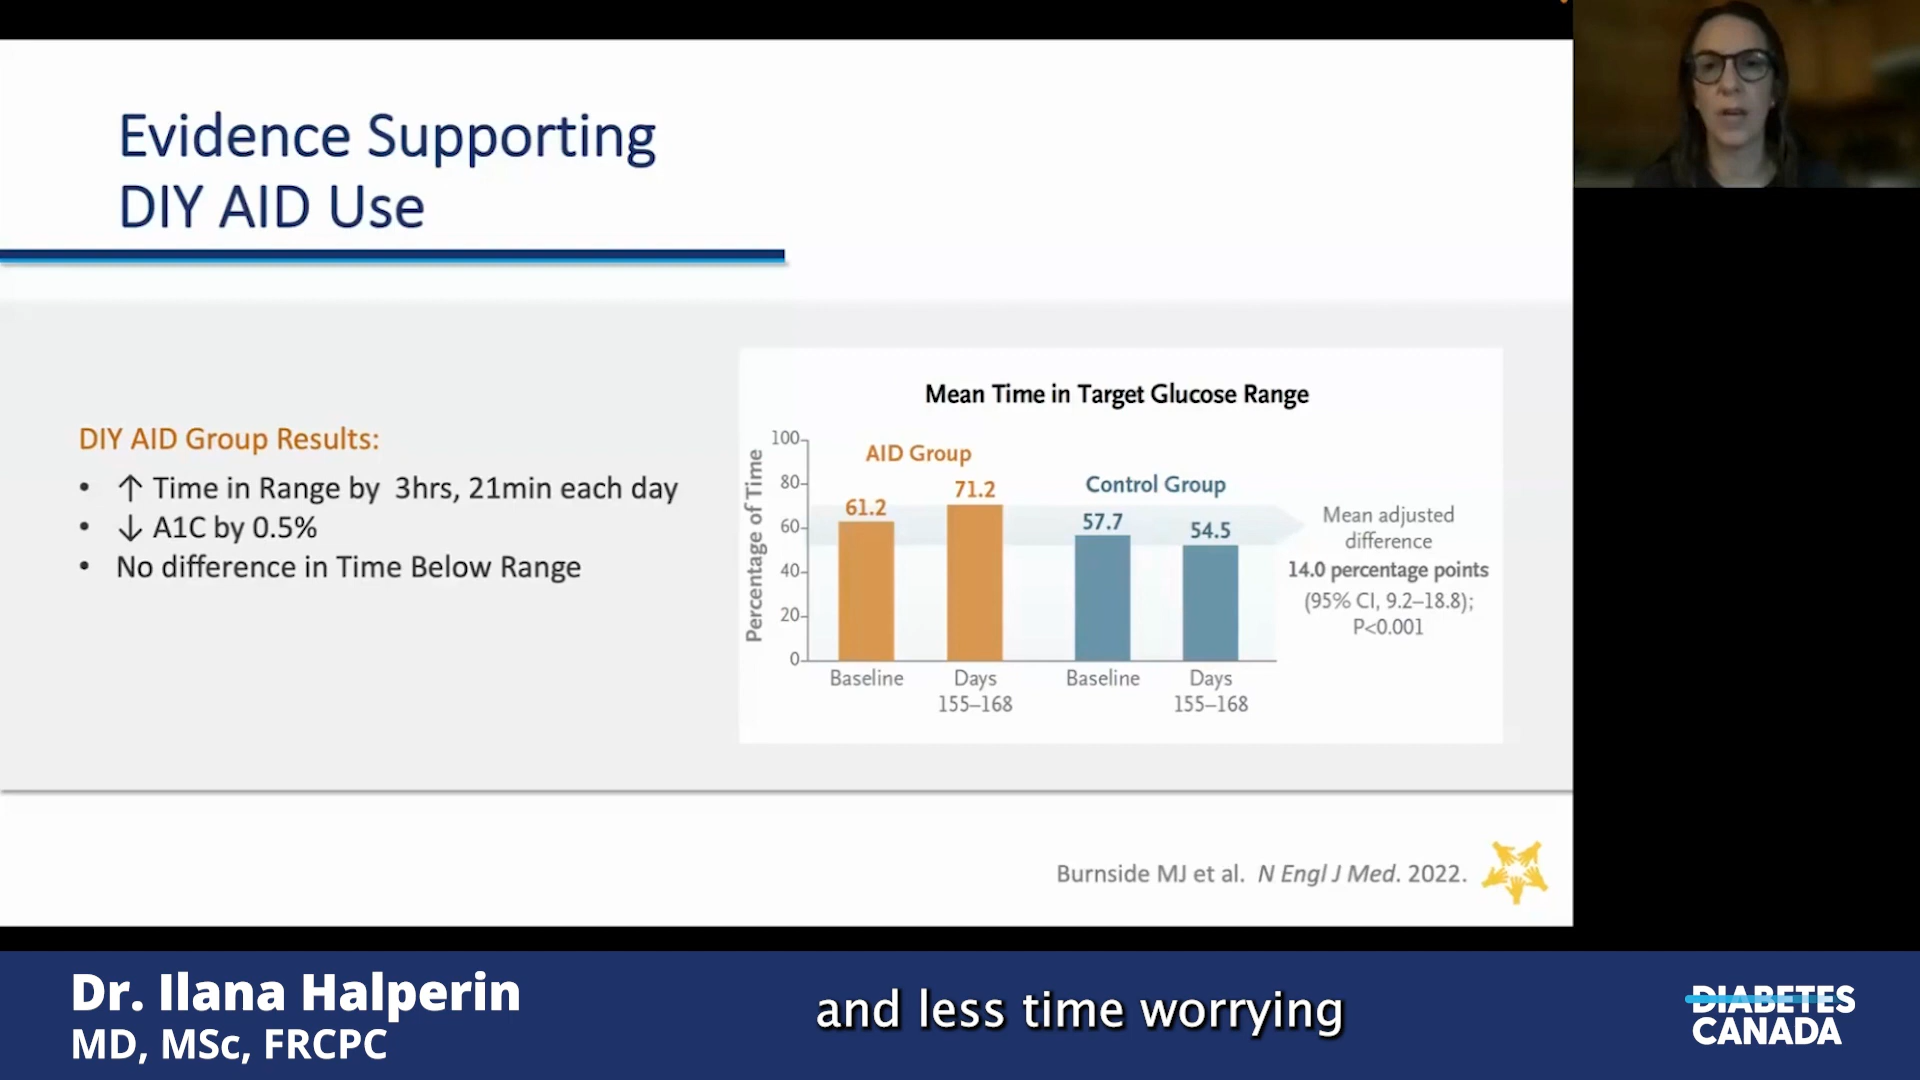 Evidence Supporting
DIY AID Use
DIY AID Group Results:
• ↑ Time in Range by 3hrs, 21min each day
• ↓ A1C by 0.5%
• No difference in Time Below Range
Mean Time in Target Glucose Range
Percentage of Time
100
80
60
40
20
0
AID Group
61.2
71.2
Control Group
57.7
54.5
Baseline
Days
155–168
Baseline
Days
155–168
Mean adjusted
difference
14.0 percentage points
(95% CI, 9.2–18.8);
P<0.001
Burnside MJ et al. N Engl J Med. 2022.
Dr. Ilana Halperin
MD, MSc, FRCPC
and less time worrying
DIABETES
CANADA